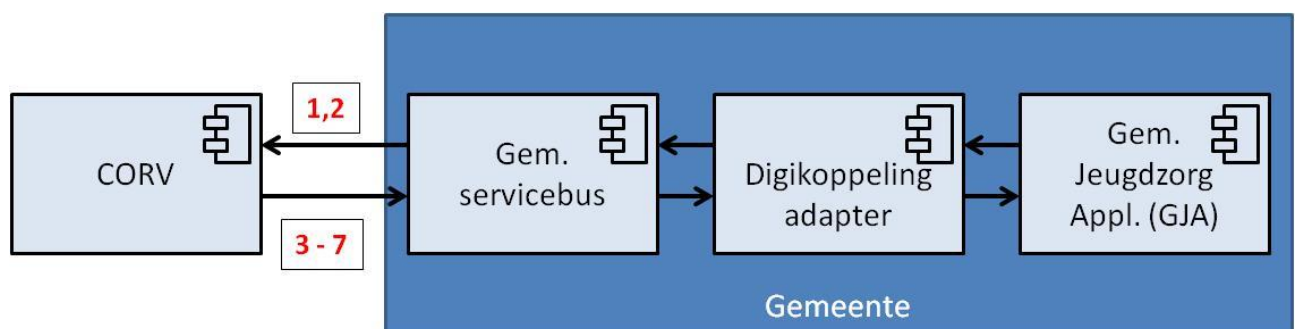 1,2
CORV
3 - 7
Gem.
servicebus
Digikoppeling
adapter
Gem.
Jeugdzorg
Appl. (GJA)
Gemeente